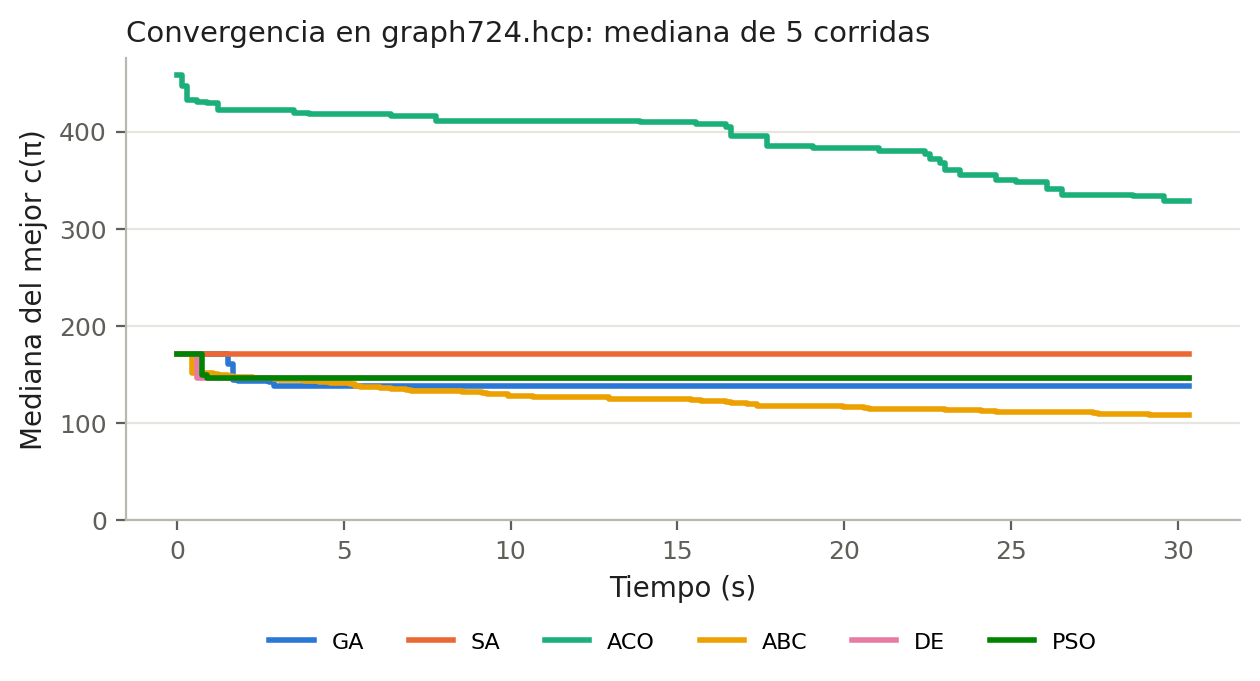 Convergencia en graph724.hcp: mediana de 5 corridas
Mediana del mejor c(π)
400
300
200
100
0
0 5 10 15 20 25 30
Tiempo (s)
GA SA ACO ABC DE PSO